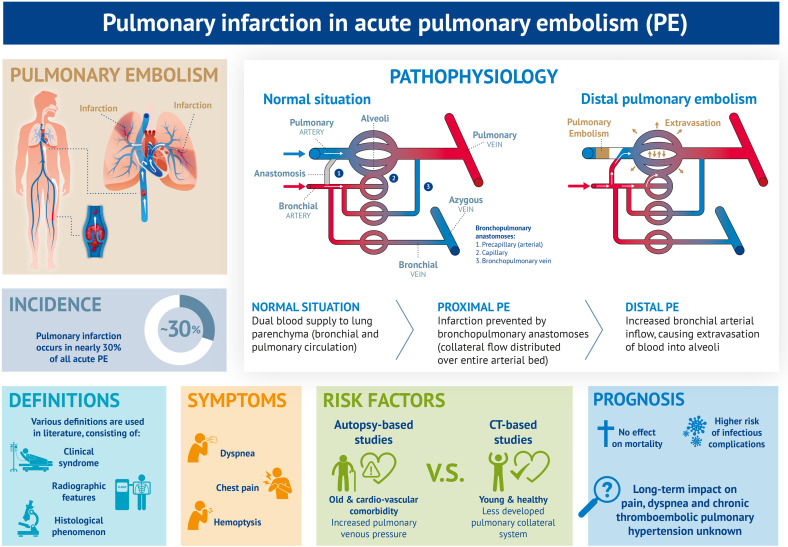 Pulmonary infarction in acute pulmonary embolism (PE)
PULMONARY EMBOLISM
Infarction
Infarction
PATHOPHYSIOLOGY
Normal situation
Pulmonary
ARTERY
Alveoli
Pulmonary
VEIN
Anastomosis
1
2
3
Bronchial
ARTERY
Azygous
VEIN
Bronchial
VEIN
Bronchopulmonary
anastomoses:
1. Precapillary (arterial)
2. Capillary
3. Bronchopulmonary vein
Distal pulmonary embolism
Pulmonary
Embolism
Extravasation
NORMAL SITUATION
Dual blood supply to lung
parenchyma (bronchial and
pulmonary circulation)
PROXIMAL PE
Infarction prevented by
bronchopulmonary anastomoses
(collateral flow distributed
over entire arterial bed)
DISTAL PE
Increased bronchial arterial
inflow, causing extravasation
of blood into alveoli
INCIDENCE
Pulmonary infarction
occurs in nearly 30%
of all acute PE
~30%
DEFINITIONS
Various definitions are used
in literature, consisting of:
Clinical
syndrome
Radiographic
features
Histological
phenomenon
SYMPTOMS
Dyspnea
Chest pain
Hemoptysis
RISK FACTORS
Autopsy-based
studies
Old & cardio-vascular
comorbidity
Increased pulmonary
venous pressure
V.S.
CT-based
studies
Young & healthy
Less developed
pulmonary collateral
system
PROGNOSIS
No effect
on mortality
Higher risk
of infectious
complications
Long-term impact on
pain, dyspnea and chronic
thromboembolic pulmonary
hypertension unknown